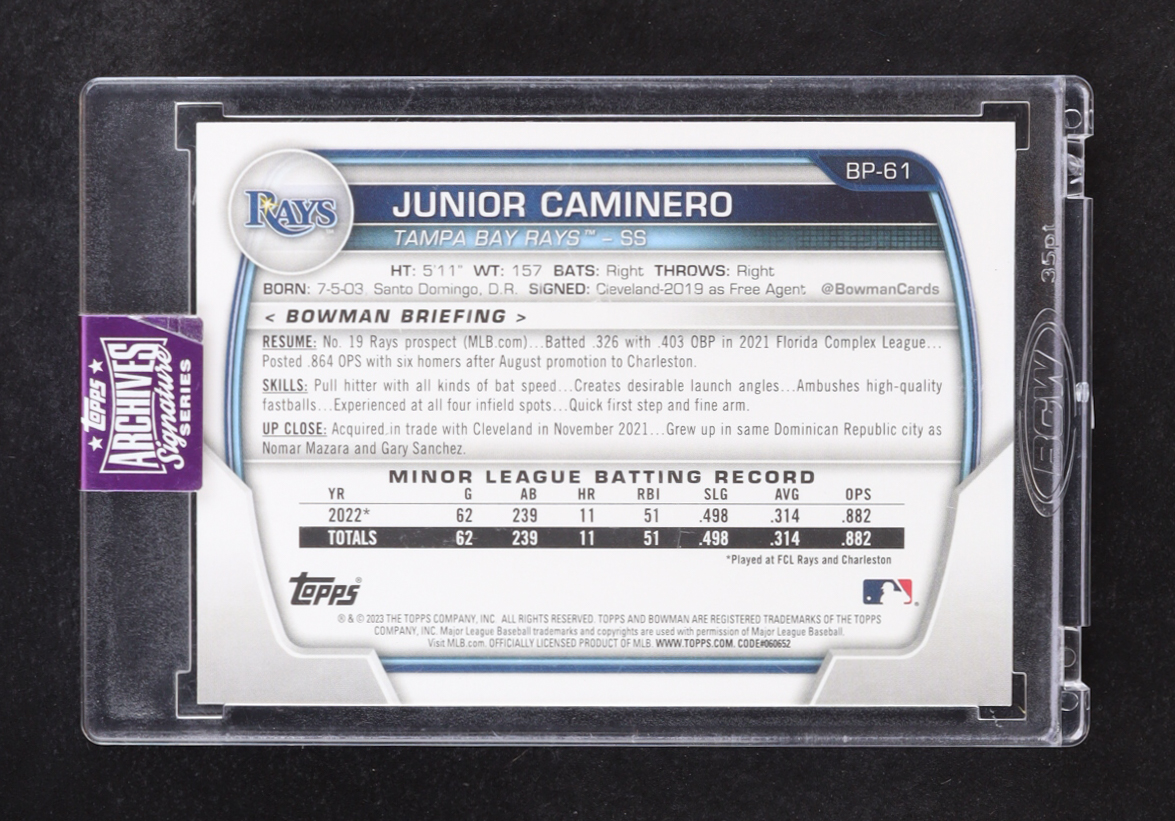 BP-61
RAYS
JUNIOR CAMINERO
TAMPA BAY RAYS™ – SS
HT: 5'11" WT: 157 BATS: Right THROWS: Right
BORN: 7-5-03 Santo Domingo, D.R. SIGNED: Cleveland-2019 as Free Agent @BowmanCards
< BOWMAN BRIEFING >
RESUME: No. 19 Rays prospect (MLB.com)...Batted .326 with .403 OBP in 2021 Florida Complex League...
Posted .864 OPS with six homers after August promotion to Charleston.
SKILLS: Pull hitter with all kinds of bat speed...Creates desirable launch angles...Ambushes high-quality
fastballs...Experienced at all four infield spots...Quick first step and fine arm.
UP CLOSE: Acquired in trade with Cleveland in November 2021...Grew up in same Dominican Republic city as
Nomar Mazara and Gary Sanchez.
MINOR LEAGUE BATTING RECORD
YR G AB HR RBI SLG AVG OPS
2022* 62 239 11 51 .498 .314 .882
TOTALS 62 239 11 51 .498 .314 .882
*Played at FCL Rays and Charleston
Topps®
® & © 2023 THE TOPPS COMPANY, INC. ALL RIGHTS RESERVED. TOPPS AND BOWMAN ARE REGISTERED TRADEMARKS OF THE TOPPS
COMPANY, INC. Major League Baseball trademarks and copyrights are used with permission of Major League Baseball.
Visit MLB.com. OFFICIALLY LICENSED PRODUCT OF MLB. WWW.TOPPS.COM. CODE#060652
★ Topps ★
ARCHIVES
Signature
SERIES
35pt
BCW